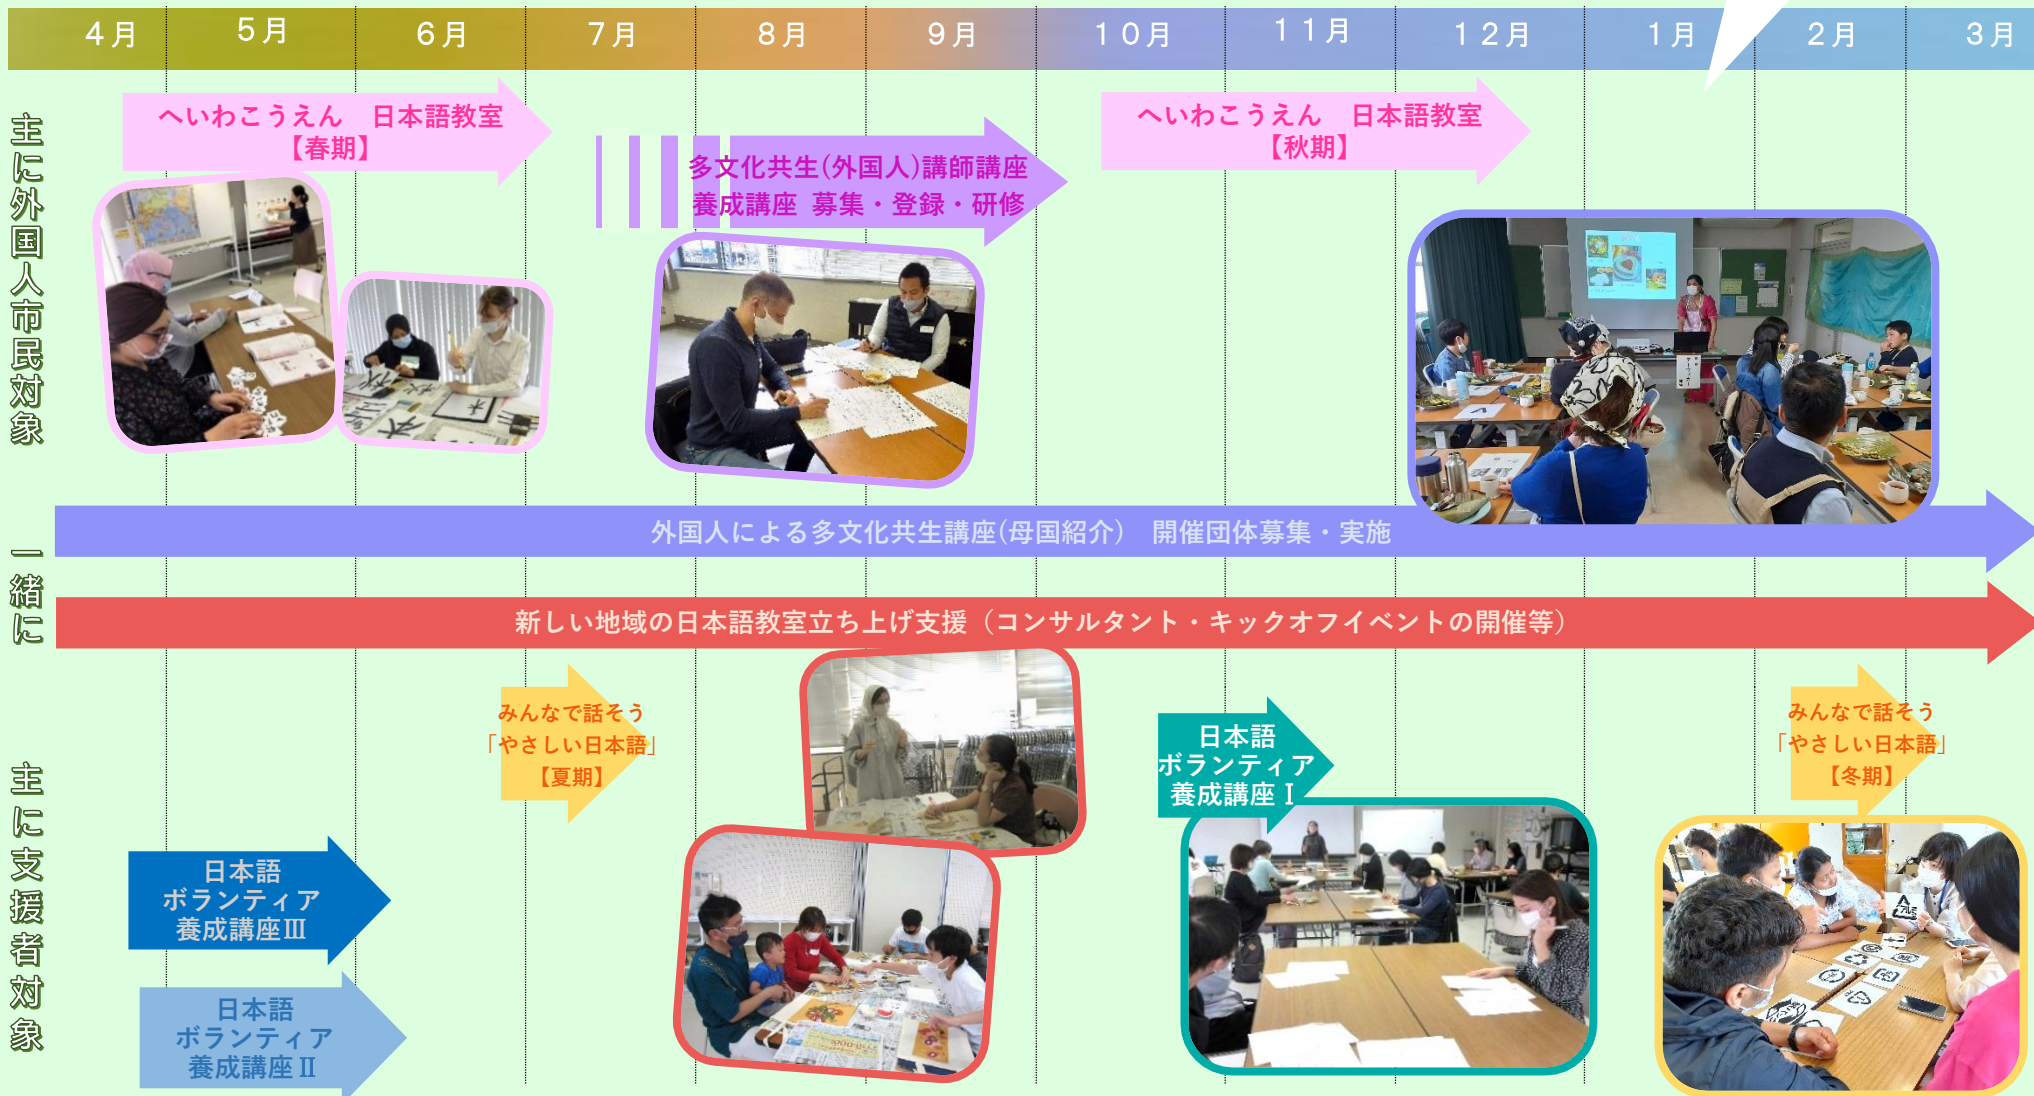 4月 5月 6月 7月 8月 9月 10月 11月 12月 1月 2月 3月
主に外国人市民対象
へいわこうえん　日本語教室
【春期】
多文化共生(外国人)講師講座
養成講座 募集・登録・研修
へいわこうえん　日本語教室
【秋期】
一緒に
外国人による多文化共生講座(母国紹介)　開催団体募集・実施
新しい地域の日本語教室立ち上げ支援（コンサルタント・キックオフイベントの開催等）
主に支援者対象
みんなで話そう
「やさしい日本語」
【夏期】
日本語
ボランティア
養成講座Ⅰ
みんなで話そう
「やさしい日本語」
【冬期】
日本語
ボランティア
養成講座Ⅲ
日本語
ボランティア
養成講座Ⅱ